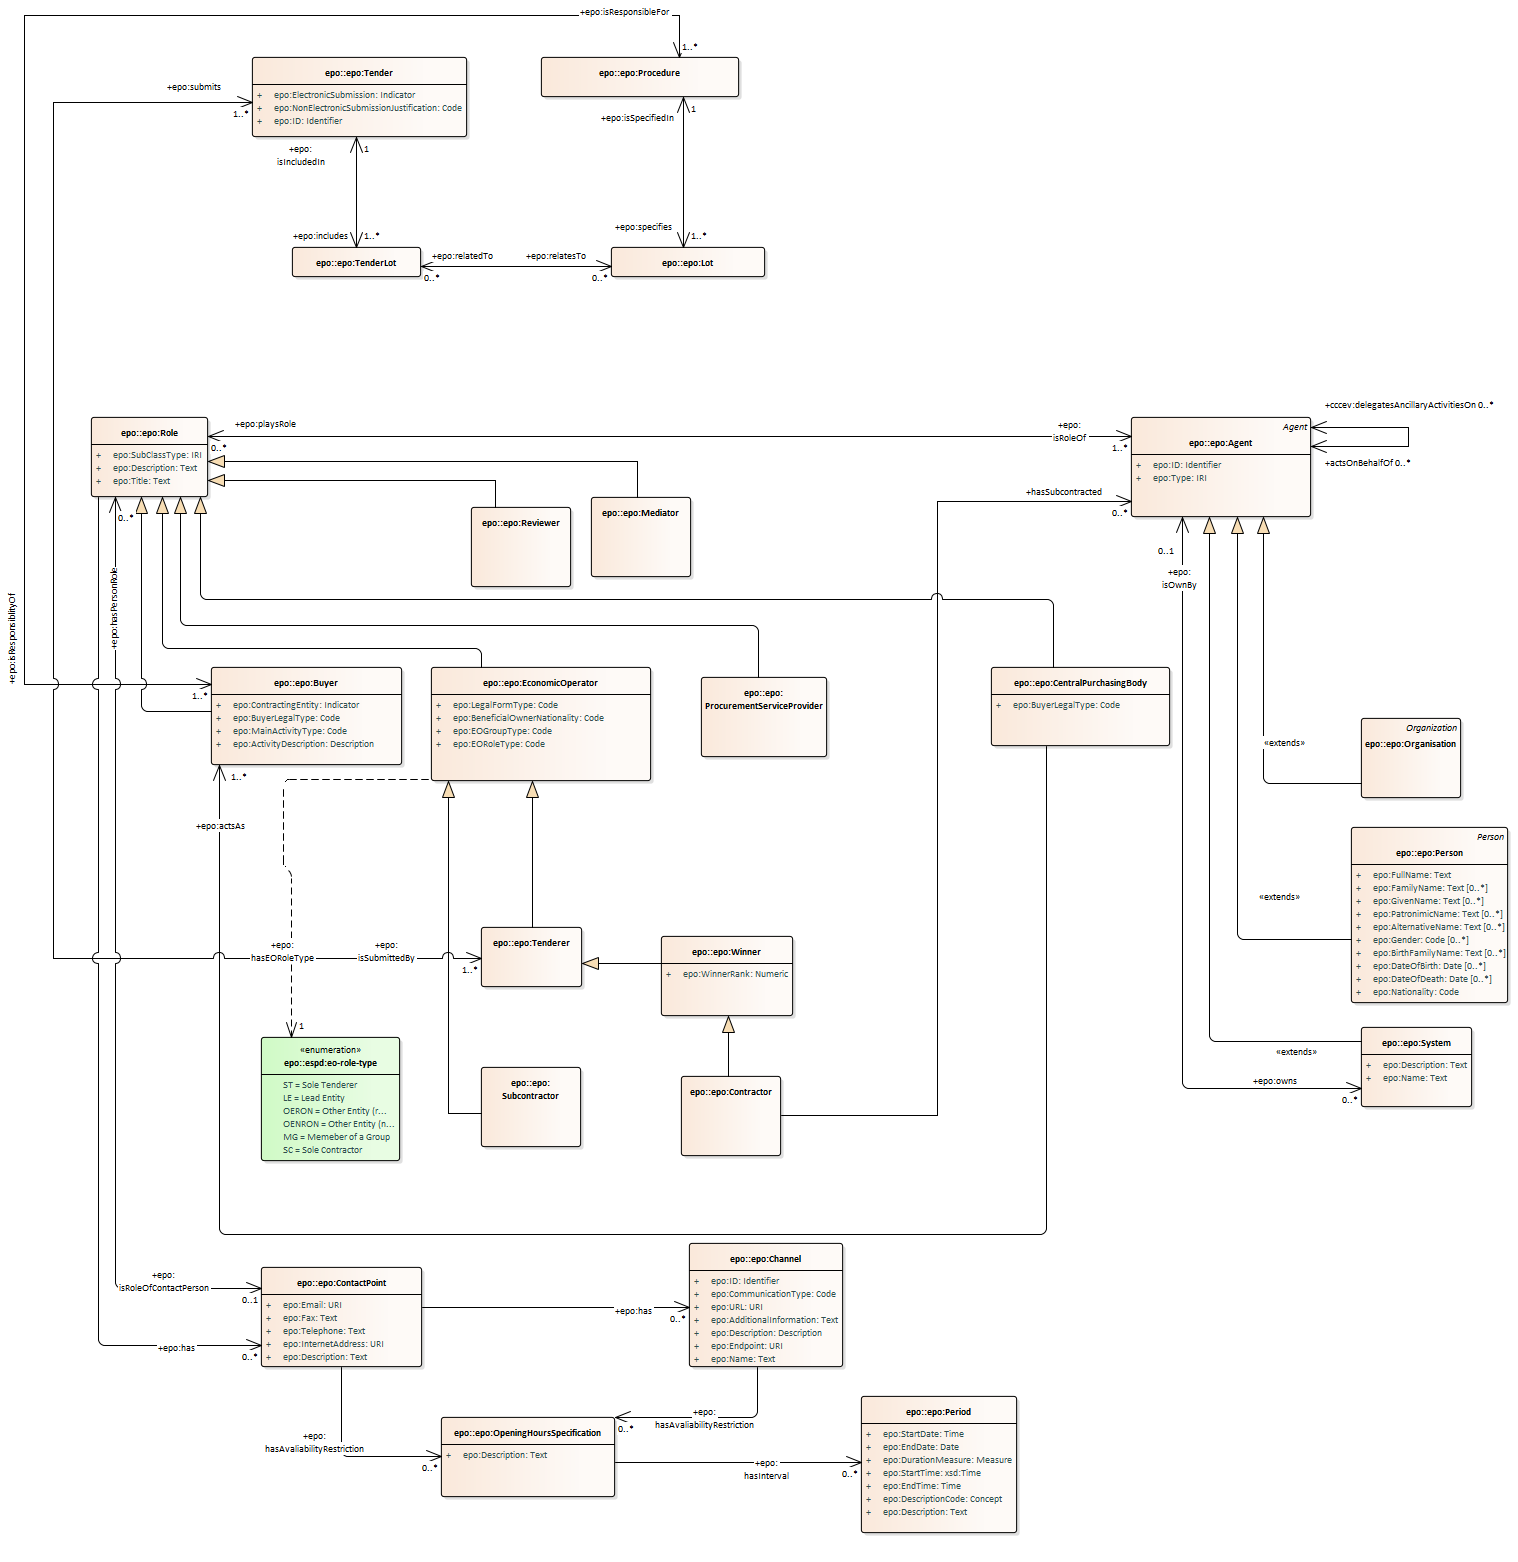 +epo:isResponsibleFor
1..*
epo::epo:Tender
+ epo:ElectronicSubmission: Indicator
+ epo:NonElectronicSubmissionJustification: Code
+ epo:ID: Identifier
epo::epo:Procedure
+epo:submits
1..*
1
+epo:isSpecifiedIn
+epo:
isIncludedIn
1
+epo:includes
1..*
+epo:specifies
1..*
epo::epo:TenderLot
+epo:relatedTo
0..*
+epo:relatesTo
0..*
epo::epo:Lot
epo::epo:Role
+ epo:SubClassType: IRI
+ epo:Description: Text
+ epo:Title: Text
+epo:playsRole
0..*
+epo:
isRoleOf
1..*
Agent
epo::epo:Agent
+ epo:ID: Identifier
+ epo:Type: IRI
+cccev:delegatesAncillaryActivitiesOn 0..*
+actsOnBehalfOf 0..*
+hasSubcontracted
0..*
epo::epo:Reviewer
epo::epo:Mediator
0..*
+epo:hasPersonRole
+epo:isResponsiblityOf
0..1
+epo:
isOwnBy
1..*
epo::epo:Buyer
+ epo:ContractingEntity: Indicator
+ epo:BuyerLegalType: Code
+ epo:MainActivityType: Code
+ epo:ActivityDescription: Description
epo::epo:EconomicOperator
+ epo:LegalFormType: Code
+ epo:BeneficialOwnerNationality: Code
+ epo:EOGroupType: Code
+ epo:EORoleType: Code
epo::epo:
ProcurementServiceProvider
epo::epo:CentralPurchasingBody
+ epo:BuyerLegalType: Code
Organization
epo::epo:Organisation
«extends»
1..*
+epo:actsAs
Person
epo::epo:Person
+ epo:FullName: Text
+ epo:FamilyName: Text [0..*]
+ epo:GivenName: Text [0..*]
+ epo:PatronimicName: Text [0..*]
+ epo:AlternativeName: Text [0..*]
+ epo:Gender: Code [0..*]
+ epo:BirthFamilyName: Text [0..*]
+ epo:DateOfBirth: Date [0..*]
+ epo:DateOfDeath: Date [0..*]
+ epo:Nationality: Code
«extends»
+epo:
hasEORoleType
+epo:
isSubmittedBy
1..*
epo::epo:Tenderer
epo::epo:Winner
+ epo:WinnerRank: Numeric
1
«enumeration»
epo::espd:eo-role-type
ST = Sole Tenderer
LE = Lead Entity
OERON = Other Entity (r...
OENRON = Other Entity (n...
MG = Memeber of a Group
SC = Sole Contractor
epo::epo:
Subcontractor
epo::epo:Contractor
epo::epo:System
+ epo:Description: Text
+ epo:Name: Text
«extends»
+epo:owns
0..*
+epo:
isRoleOfContactPerson
0..1
+epo:has
0..*
epo::epo:ContactPoint
+ epo:Email: URI
+ epo:Fax: Text
+ epo:Telephone: Text
+ epo:InternetAddress: URI
+ epo:Description: Text
+epo:has
0..*
epo::epo:Channel
+ epo:ID: Identifier
+ epo:CommunicationType: Code
+ epo:URL: URI
+ epo:AdditionalInformation: Text
+ epo:Description: Description
+ epo:Endpoint: URI
+ epo:Name: Text
+epo:
hasAvaliabilityRestriction
0..*
+epo:
hasAvaliabilityRestriction
0..*
epo::epo:OpeningHoursSpecification
+ epo:Description: Text
+epo:
hasInterval
0..*
epo::epo:Period
+ epo:StartDate: Time
+ epo:EndDate: Date
+ epo:DurationMeasure: Measure
+ epo:StartTime: xsd:Time
+ epo:EndTime: Time
+ epo:DescriptionCode: Concept
+ epo:Description: Text